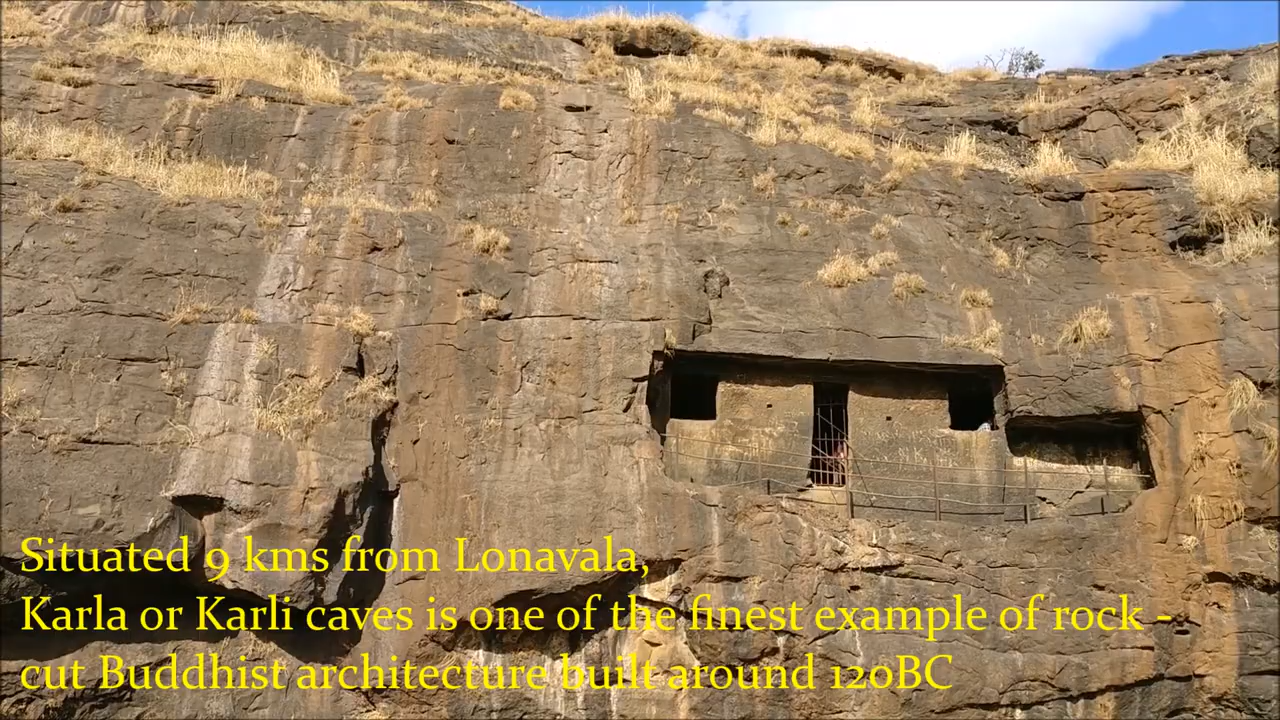 Situated 9 kms from Lonavala,
Karla or Karli caves is one of the finest example of rock -
cut Buddhist architecture built around 120BC